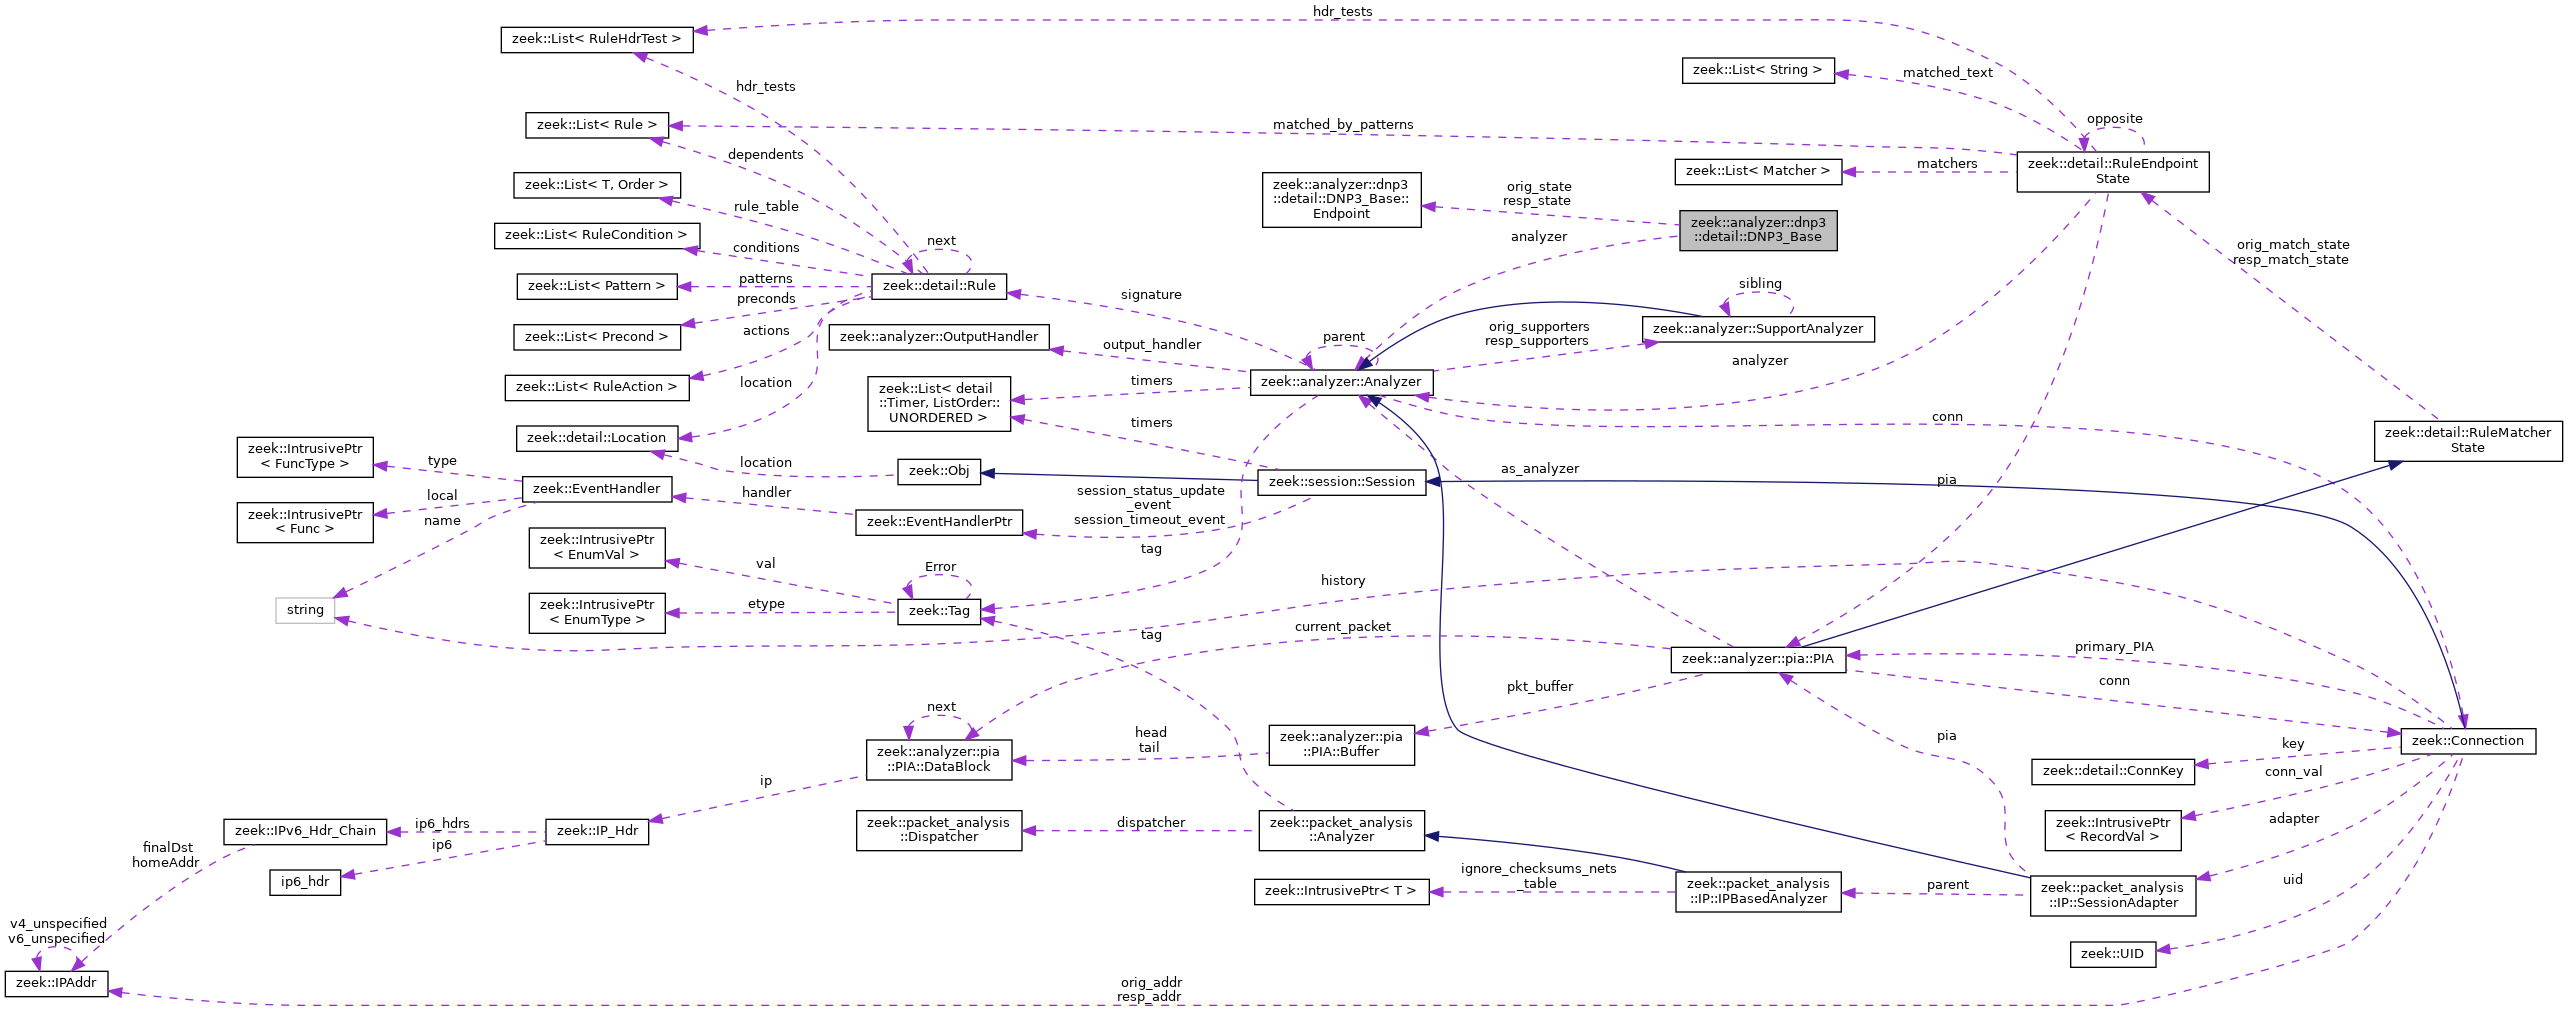 hdr_tests
zeek::List< RuleHdrTest >
zeek::List< String >
matched_text
hdr_tests
opposite
zeek::List< Rule >
matched_by_patterns
dependents
zeek::detail::RuleEndpoint
State
zeek::List< Matcher >
matchers
zeek::List< T, Order >
zeek::analyzer::dnp3
::detail::DNP3_Base::
Endpoint
orig_state
resp_state
rule_table
zeek::analyzer::dnp3
::detail::DNP3_Base
zeek::List< RuleCondition >
conditions
next
analyzer
orig_match_state
resp_match_state
zeek::List< Pattern >
patterns
zeek::detail::Rule
signature
sibling
preconds
zeek::List< Precond >
actions
zeek::analyzer::OutputHandler
output_handler
parent
orig_supporters
resp_supporters
zeek::analyzer::SupportAnalyzer
analyzer
zeek::List< RuleAction >
location
zeek::List< detail
::Timer, ListOrder::
UNORDERED >
timers
zeek::analyzer::Analyzer
timers
conn
zeek::detail::Location
zeek::detail::RuleMatcher
State
zeek::IntrusivePtr
< FuncType >
type
location
zeek::Obj
as_analyzer
zeek::session::Session
pia
zeek::EventHandler
handler
session_status_update
_event
session_timeout_event
local
name
zeek::IntrusivePtr
< Func >
zeek::EventHandlerPtr
zeek::IntrusivePtr
< EnumVal >
val
tag
Error
history
zeek::IntrusivePtr
< EnumType >
etype
zeek::Tag
string
tag
current_packet
zeek::analyzer::pia::PIA
primary_PIA
conn
pkt_buffer
next
head
tail
zeek::analyzer::pia
::PIA::DataBlock
zeek::analyzer::pia
::PIA::Buffer
pia
zeek::Connection
key
zeek::detail::ConnKey
conn_val
ip
zeek::IPv6_Hdr_Chain
ip6_hdrs
zeek::IP_Hdr
zeek::packet_analysis
::Dispatcher
dispatcher
zeek::packet_analysis
::Analyzer
zeek::IntrusivePtr
< RecordVal >
adapter
finalDst
homeAddr
ip6
ip6_hdr
zeek::IntrusivePtr< T >
ignore_checksums_nets
_table
zeek::packet_analysis
::IP::IPBasedAnalyzer
parent
zeek::packet_analysis
::IP::SessionAdapter
uid
v4_unspecified
v6_unspecified
zeek::UID
zeek::IPAddr
orig_addr
resp_addr